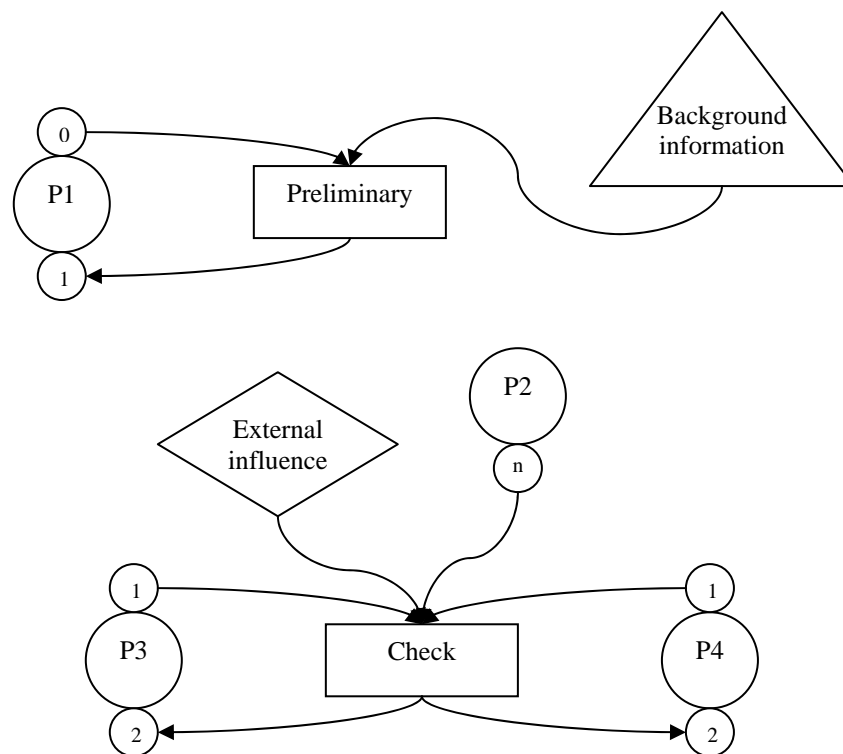 0
P1
1
Preliminary
Background
information
External
influence
P2
n
1
P3
2
Check
1
P4
2